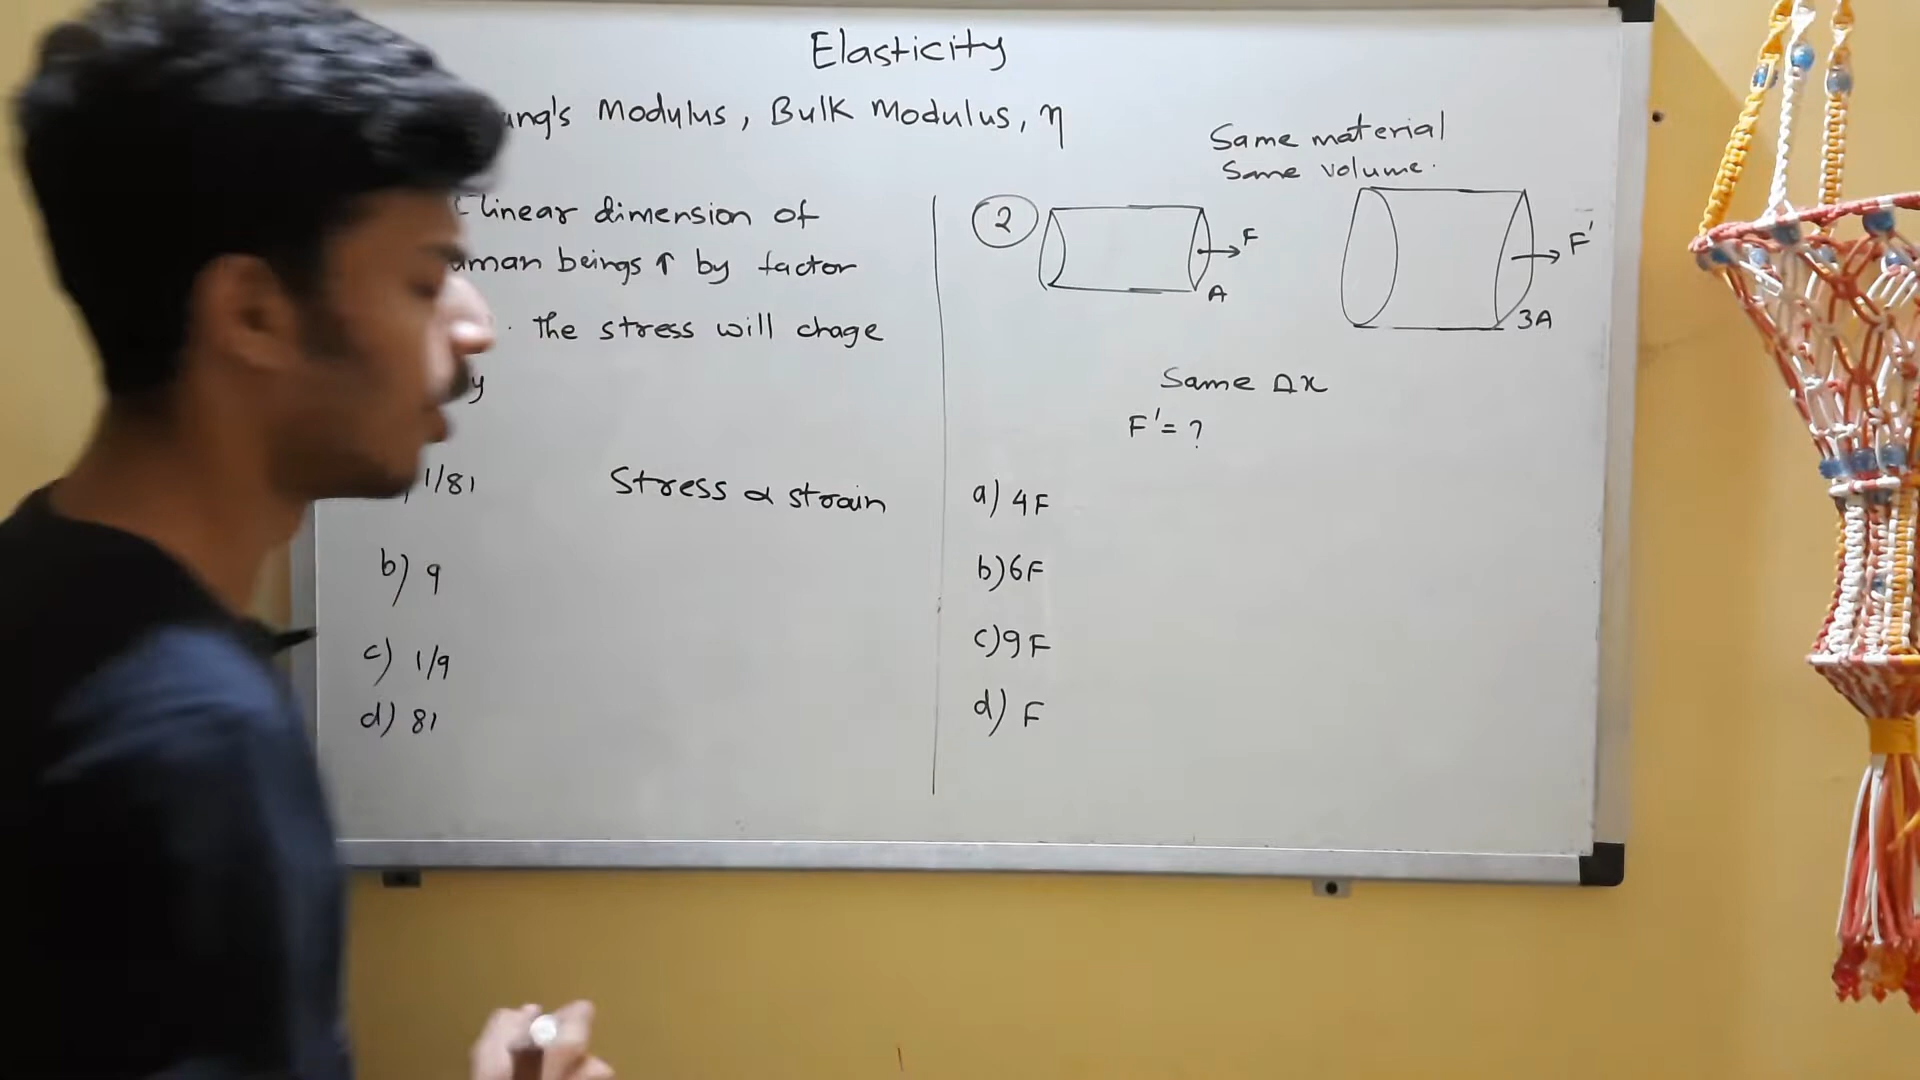 Elasticity
ung's Modulus, Bulk Modulus, η
linear dimension of
uman beings ↑ by factor
. the stress will chage
y
1/81
Stress α strain
b) 9
c) 1/9
d) 81
Same material
Same volume.
2
F
A
F'
3A
Same Δx
F' = ?
a) 4F
b) 6F
c) 9F
d) F